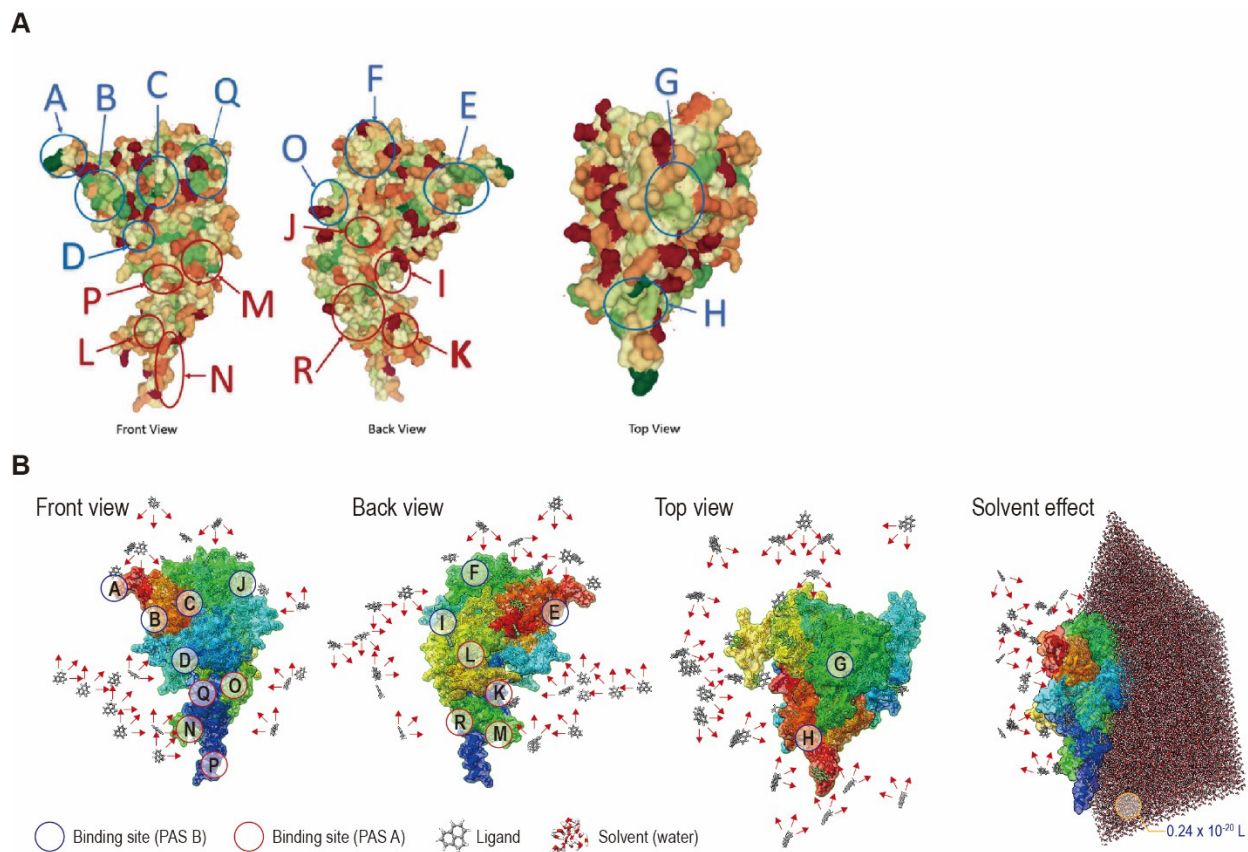 A
A
B
C
Q
F
E
G
O
J
D
I
P
M
H
L
R
K
N
Front View
Back View
Top View
B
Front view
Back view
Top view
Solvent effect
A
J
B
C
D
Q
O
N
P
F
E
I
L
K
R
M
G
H
0.24 x 10-20 L
Binding site (PAS B)
Binding site (PAS A)
Ligand
Solvent (water)